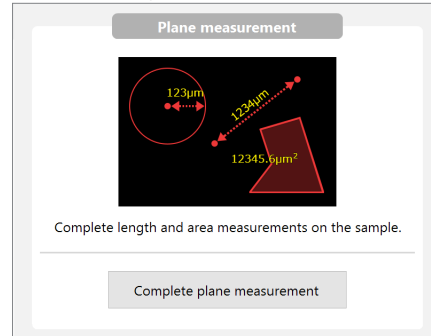 Plane measurement
123µm
1234µm
12345.6µm²
Complete length and area measurements on the sample.
Complete plane measurement